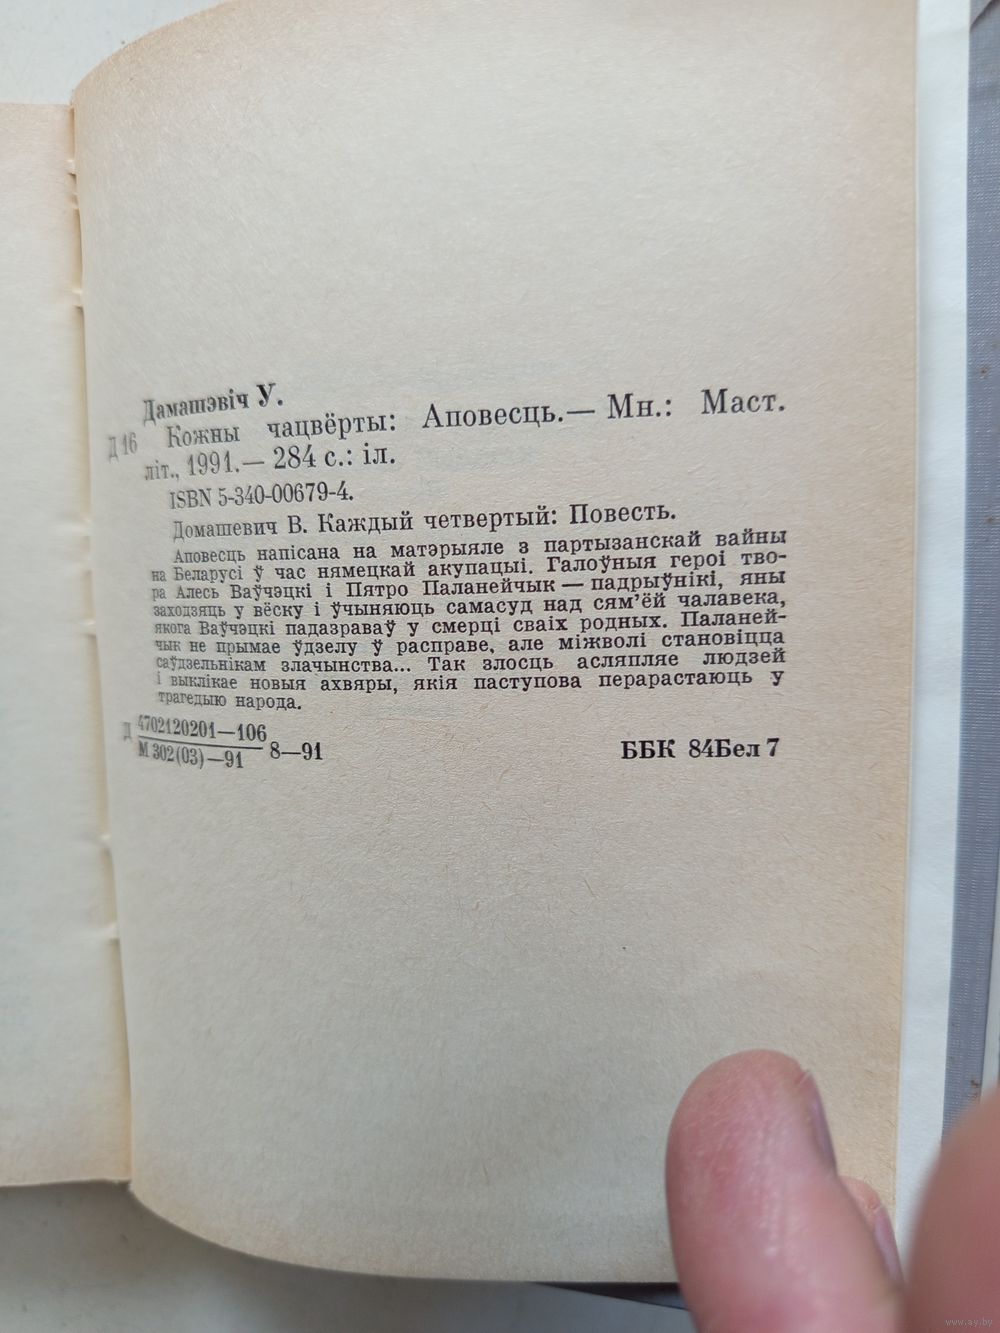 Дамашэвіч У.
Д 16 Кожны чацвёрты: Аповесць.— Мн.: Маст.
літ., 1991.— 284 с.: іл.
ISBN 5-340-00679-4.
Домашевич В. Каждый четвертый: Повесть.
Аповесць напісана на матэрыяле з партызанскай вайны
на Беларусі ў час нямецкай акупацыі. Галоўныя героі тво-
ра Алесь Ваўчэцкі і Пятро Паланейчык — падрыўнікі, яны
заходзяць у вёску і ўчыняюць самасуд над сям’ёй чалавека,
якога Ваўчэцкі падазраваў у смерці сваіх родных. Паланей-
чык не прымае ўдзелу ў расправе, але міжволі становіцца
саўдзельнікам злачынства... Так злосць асляпляе людзей
і выклікае новыя ахвяры, якія паступова перарастаюць у
трагедыю народа.
Д 4702120201—106
М 302(03)—91 8—91 ББК 84Бел 7
www.ay.by